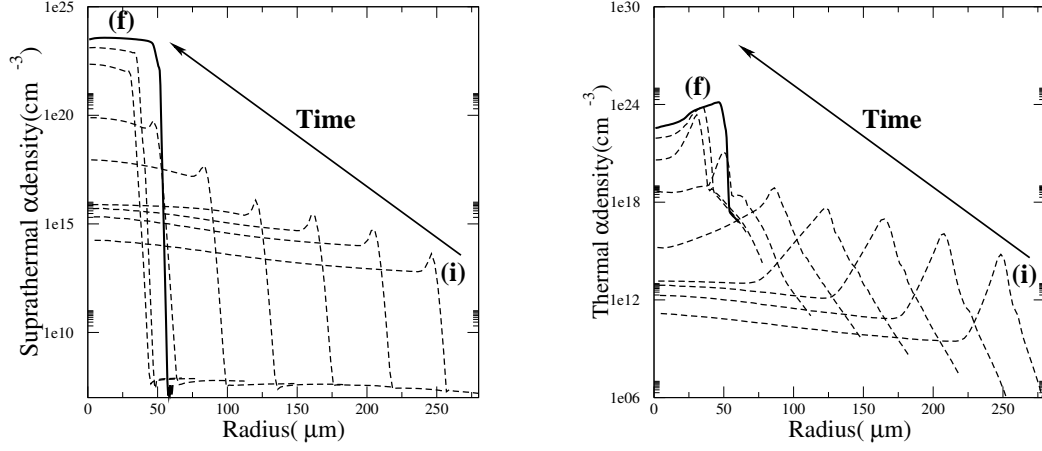 (f)
Time
(i)
1e25
1e20
1e15
1e10
0 50 100 150 200 250
Radius( μm)
Suprathermal αdensity(cm -3)
(f)
Time
(i)
1e30
1e24
1e18
1e12
1e06
0 50 100 150 200 250
Radius( μm)
Thermal αdensity(cm -3)